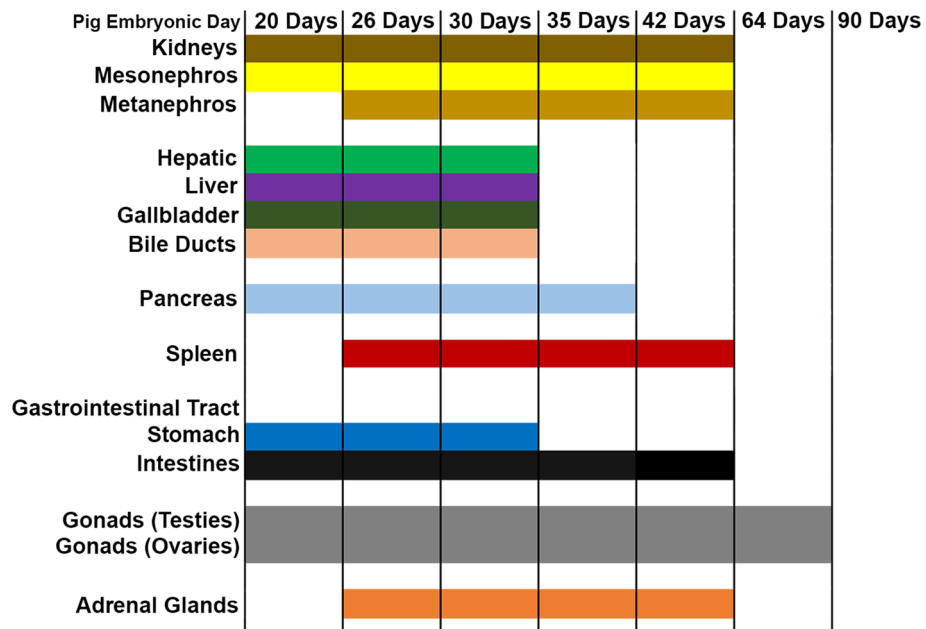 Pig Embryonic Day 20 Days 26 Days 30 Days 35 Days 42 Days 64 Days 90 Days
Kidneys
Mesonephros
Metanephros
Hepatic
Liver
Gallbladder
Bile Ducts
Pancreas
Spleen
Gastrointestinal Tract
Stomach
Intestines
Gonads (Testies)
Gonads (Ovaries)
Adrenal Glands